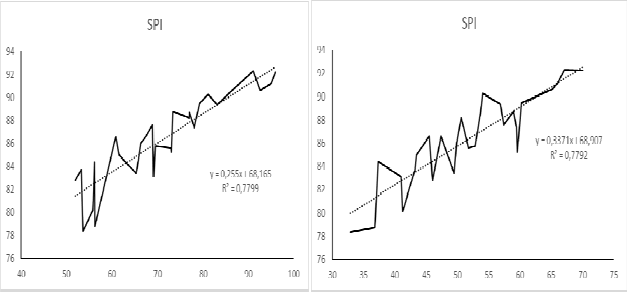 SPI
94
92
90
88
86
84
82
80
78
76
40 50 60 70 80 90 100
y = 0,255x + 68,165
R² = 0,7799
SPI
94
92
90
88
86
84
82
80
78
76
30 35 40 45 50 55 60 65 70 75
y = 0,3371x + 68,907
R² = 0,7792